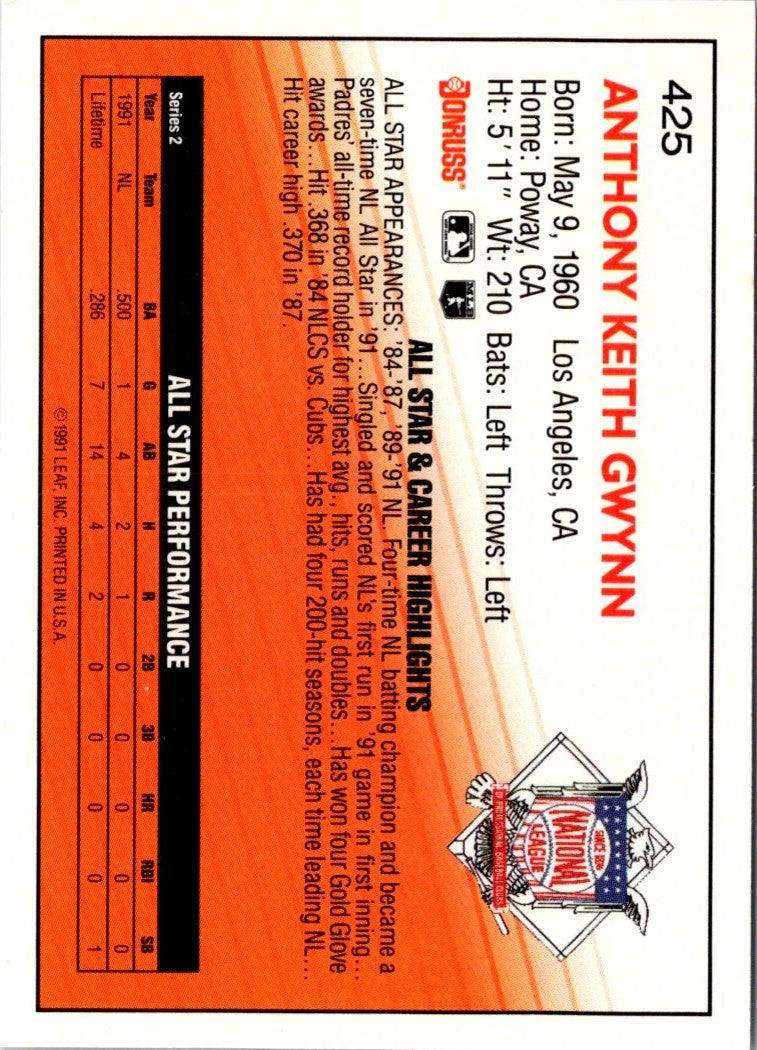 425
ANTHONY KEITH GWYNN
Born: May 9, 1960 Los Angeles, CA
Home: Poway, CA
Ht: 5' 11" Wt: 210 Bats: Left Throws: Left
DONRUSS®
MLB
SINCE 1876
NATIONAL
LEAGUE
OF PROFESSIONAL BASEBALL CLUBS
ALL STAR & CAREER HIGHLIGHTS
ALL STAR APPEARANCES: '84-'87, '89-'91 NL. Four-time NL batting champion and became a
seven-time NL All Star in '91...Singled and scored NL's first run in '91 game in first inning...
Padres' all-time record holder for highest avg., hits, runs and doubles...Has won four Gold Glove
awards...Hit .368 in '84 NLCS vs. Cubs...Has had four 200-hit seasons, each time leading NL...
Hit career high .370 in '87.
Series 2 ALL STAR PERFORMANCE
Year Team BA G AB H R 2B 3B HR RBI SB
1991 NL .500 1 4 2 1 0 0 0 0 0
Lifetime .286 7 14 4 2 0 0 0 0 1
©1991 LEAF, INC. PRINTED IN U.S.A.